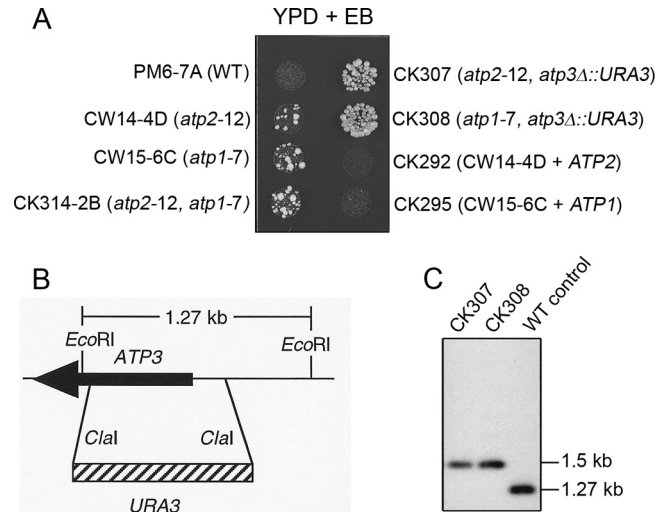 A
YPD + EB
PM6-7A (WT)
CW14-4D (atp2-12)
CW15-6C (atp1-7)
CK314-2B (atp2-12, atp1-7)
CK307 (atp2-12, atp3Δ::URA3)
CK308 (atp1-7, atp3Δ::URA3)
CK292 (CW14-4D + ATP2)
CK295 (CW15-6C + ATP1)
B
1.27 kb
EcoRI
ATP3
EcoRI
ClaI
ClaI
URA3
C
CK307
CK308
WT control
1.5 kb
1.27 kb